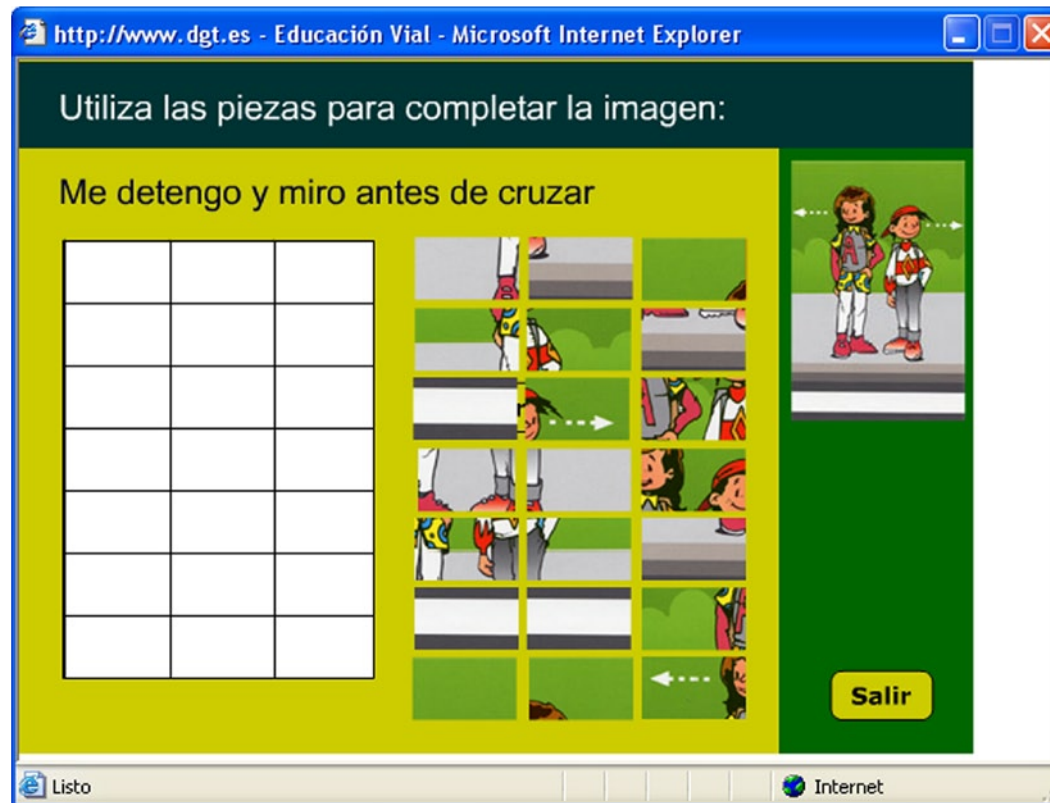 http://www.dgt.es - Educación Vial - Microsoft Internet Explorer
Utiliza las piezas para completar la imagen:
Me detengo y miro antes de cruzar
Salir
Listo
Internet